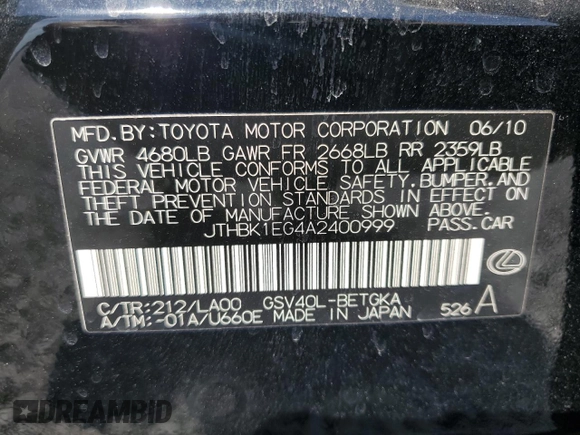 MFD.BY:TOYOTA MOTOR CORPORATION 06/10
GVWR 4680LB GAWR FR 2668LB RR 2359LB
THIS VEHICLE CONFORMS TO ALL APPLICABLE
FEDERAL MOTOR VEHICLE SAFETY,BUMPER,AND
THEFT PREVENTION STANDARDS IN EFFECT ON
THE DATE OF MANUFACTURE SHOWN ABOVE.
JTHBK1EG4A2400999 PASS.CAR
C/TR:212/LA00 GSV40L-BETGKA
A/TM:-01A/U660E MADE IN JAPAN 526A
DREAMBID